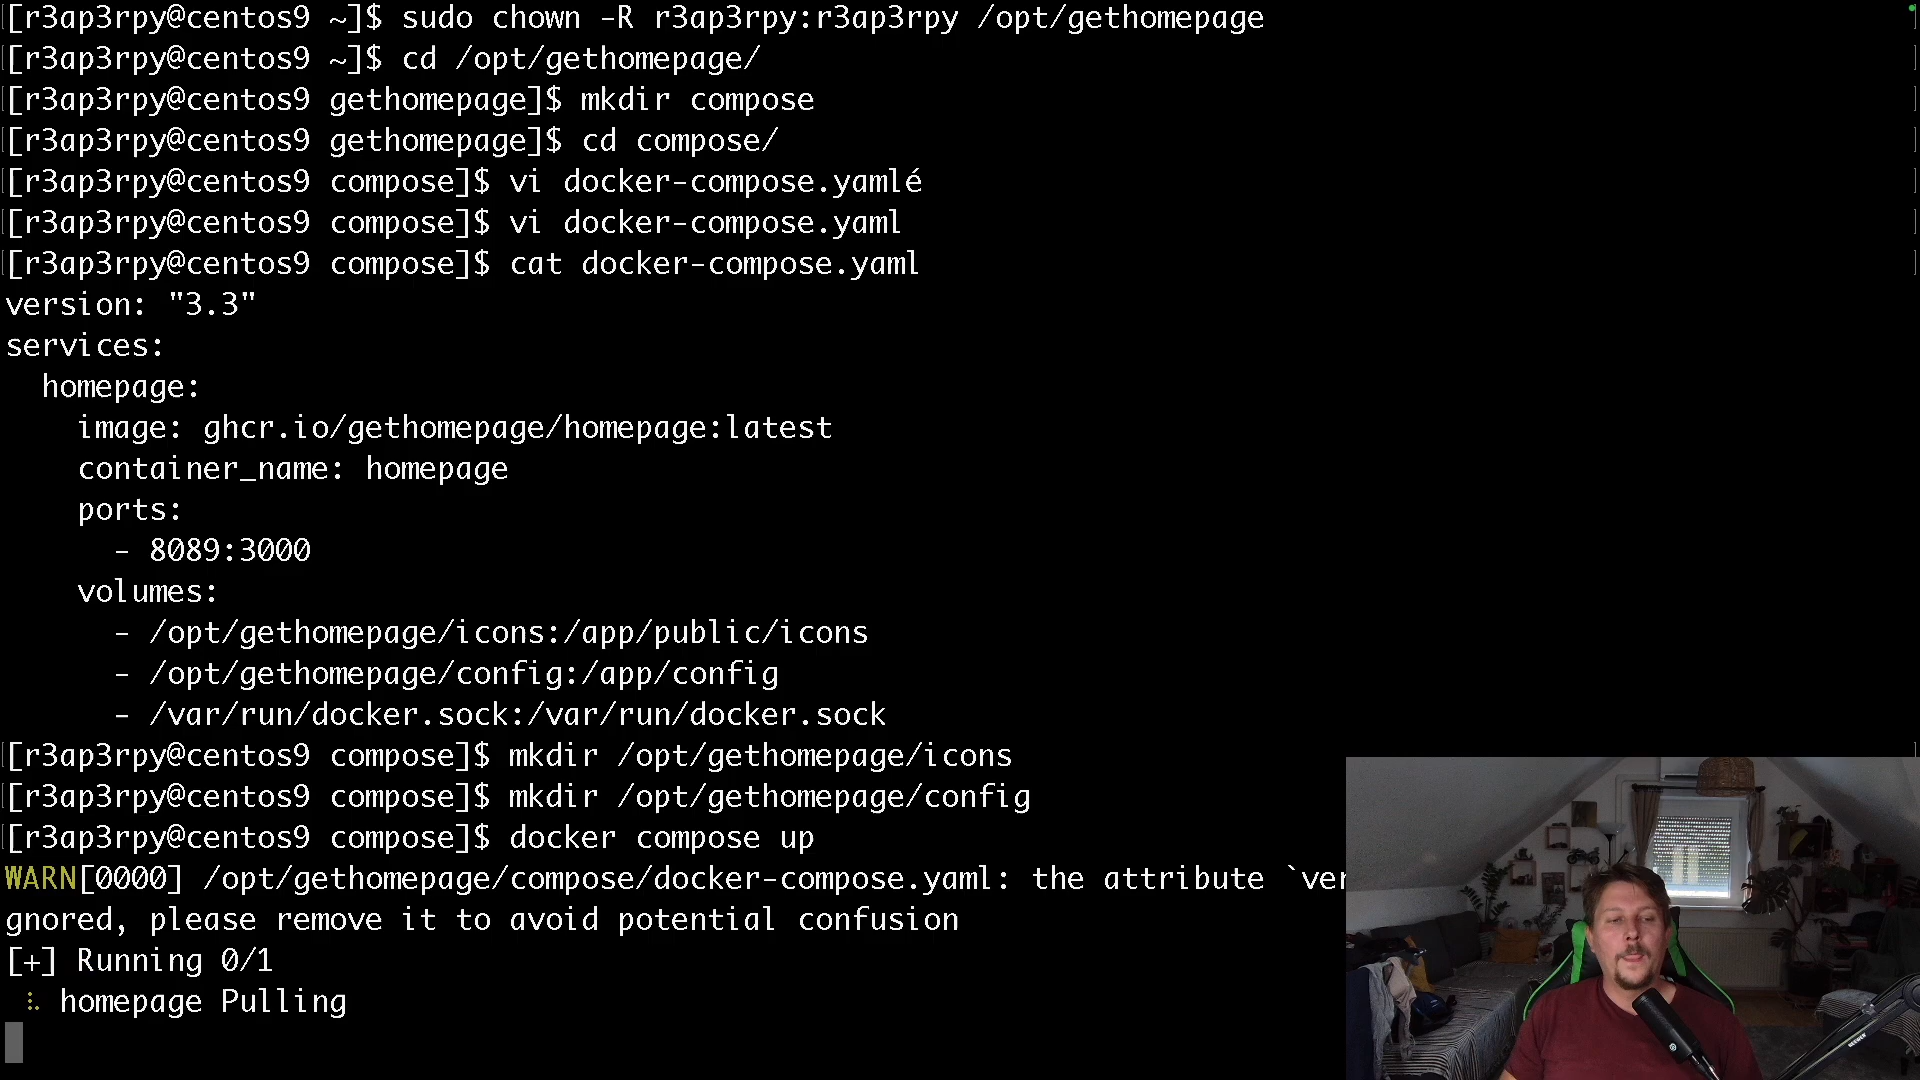 [r3ap3rpy@centos9 ~]$ sudo chown -R r3ap3rpy:r3ap3rpy /opt/gethomepage
[r3ap3rpy@centos9 ~]$ cd /opt/gethomepage/
[r3ap3rpy@centos9 gethomepage]$ mkdir compose
[r3ap3rpy@centos9 gethomepage]$ cd compose/
[r3ap3rpy@centos9 compose]$ vi docker-compose.yamlé
[r3ap3rpy@centos9 compose]$ vi docker-compose.yaml
[r3ap3rpy@centos9 compose]$ cat docker-compose.yaml
version: "3.3"
services:
  homepage:
    image: ghcr.io/gethomepage/homepage:latest
    container_name: homepage
    ports:
      - 8089:3000
    volumes:
      - /opt/gethomepage/icons:/app/public/icons
      - /opt/gethomepage/config:/app/config
      - /var/run/docker.sock:/var/run/docker.sock
[r3ap3rpy@centos9 compose]$ mkdir /opt/gethomepage/icons
[r3ap3rpy@centos9 compose]$ mkdir /opt/gethomepage/config
[r3ap3rpy@centos9 compose]$ docker compose up
WARN[0000] /opt/gethomepage/compose/docker-compose.yaml: the attribute `ver
gnored, please remove it to avoid potential confusion
[+] Running 0/1
homepage Pulling